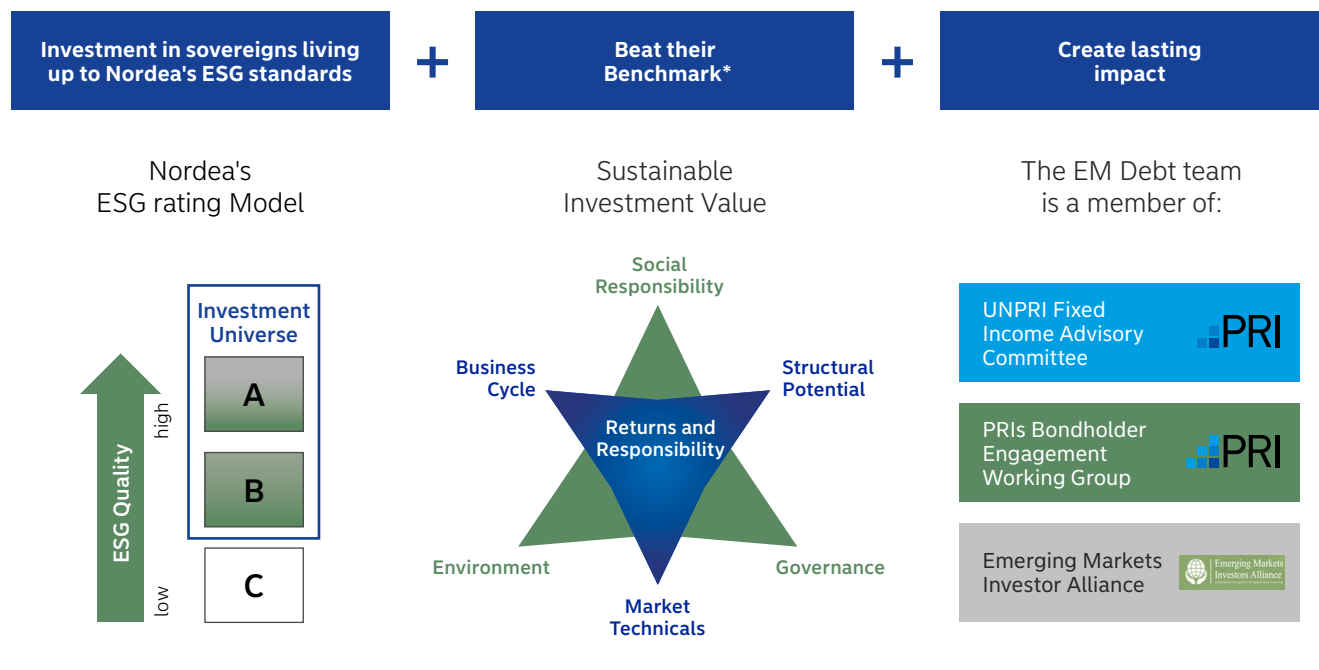 Investment in sovereigns living
up to Nordea's ESG standards
+
Beat their
Benchmark*
+
Create lasting
impact
Nordea's
ESG rating Model
Sustainable
Investment Value
The EM Debt team
is a member of:
Investment
Universe
A
B
C
ESG Quality
high
low
Social
Responsibility
Business
Cycle
Structural
Potential
Returns and
Responsibility
Environment
Governance
Market
Technicals
UNPRI Fixed
Income Advisory
Committee
PRI
PRIs Bondholder
Engagement
Working Group
PRI
Emerging Markets
Investor Alliance
Emerging Markets
Investors Alliance